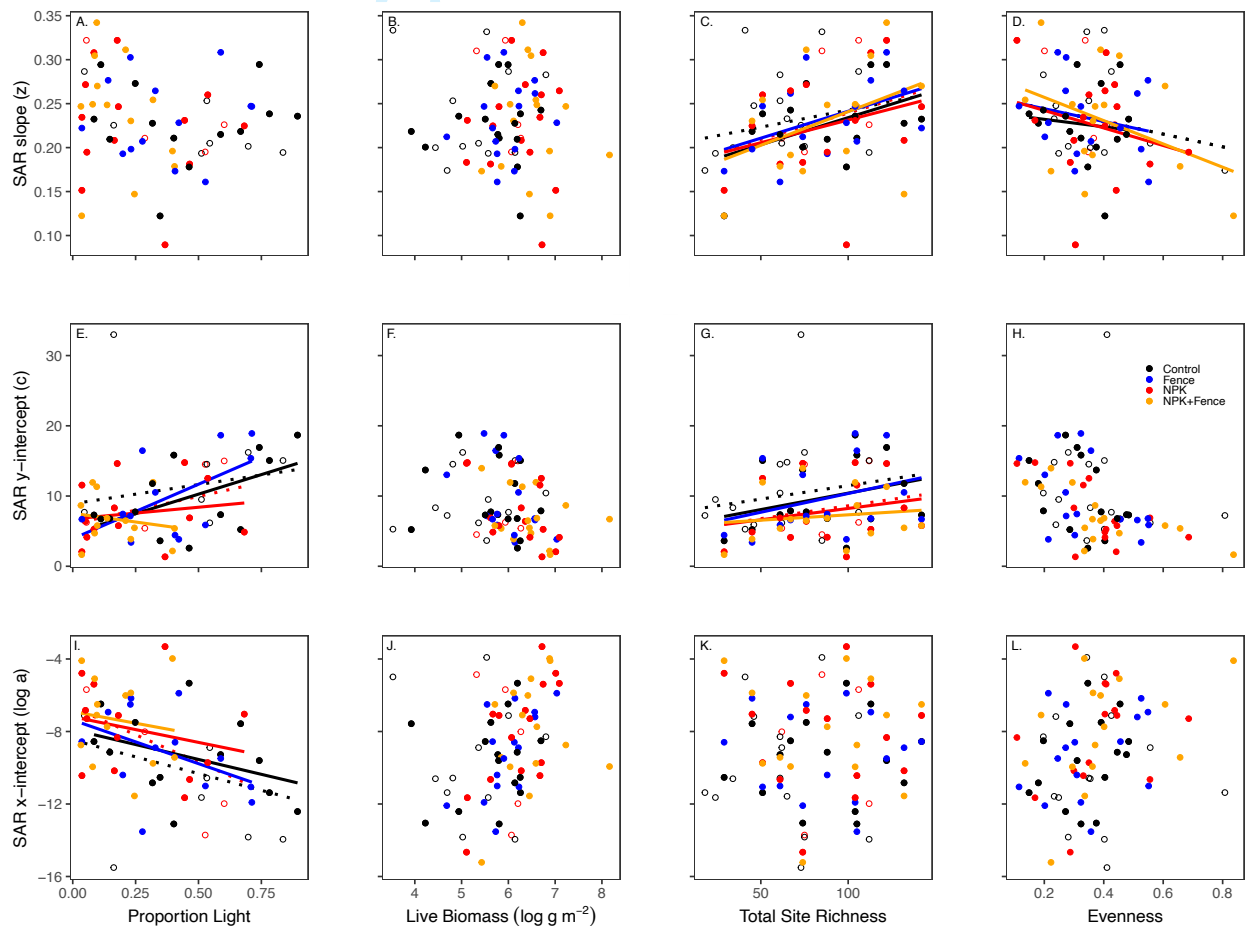 A.
B.
C.
D.
SAR slope (z)
0.35
0.30
0.25
0.20
0.15
0.10
E.
F.
G.
H.
SAR y−intercept (c)
30
20
10
0
Control
Fence
NPK
NPK+Fence
I.
J.
K.
L.
SAR x−intercept (log a)
−4
−8
−12
−16
0.00 0.25 0.50 0.75
4 5 6 7 8
50 100
0.2 0.4 0.6 0.8
Proportion Light
Live Biomass (log g m⁻²)
Total Site Richness
Evenness